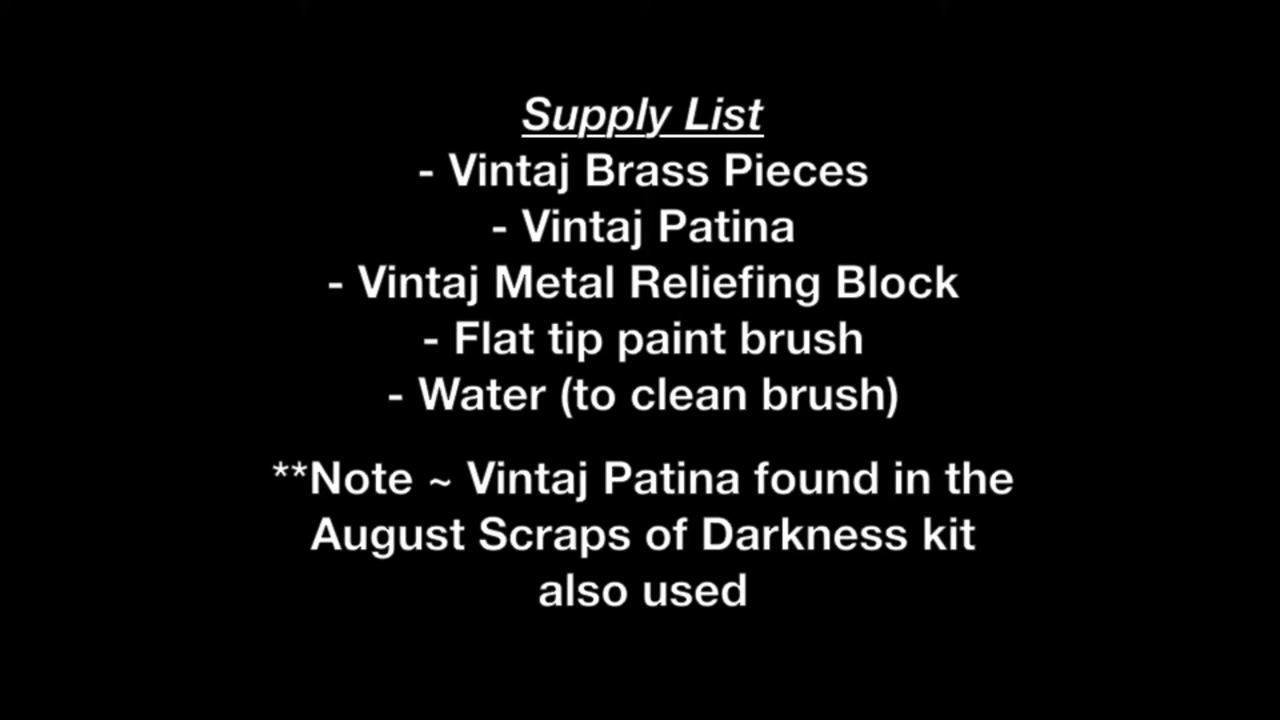 Supply List
- Vintaj Brass Pieces
- Vintaj Patina
- Vintaj Metal Reliefing Block
- Flat tip paint brush
- Water (to clean brush)
**Note ~ Vintaj Patina found in the
August Scraps of Darkness kit
also used